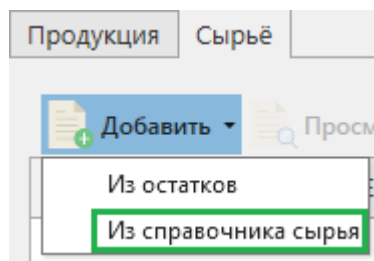 Продукция Сырьё
Добавить Просм
Из остатков
Из справочника сырья